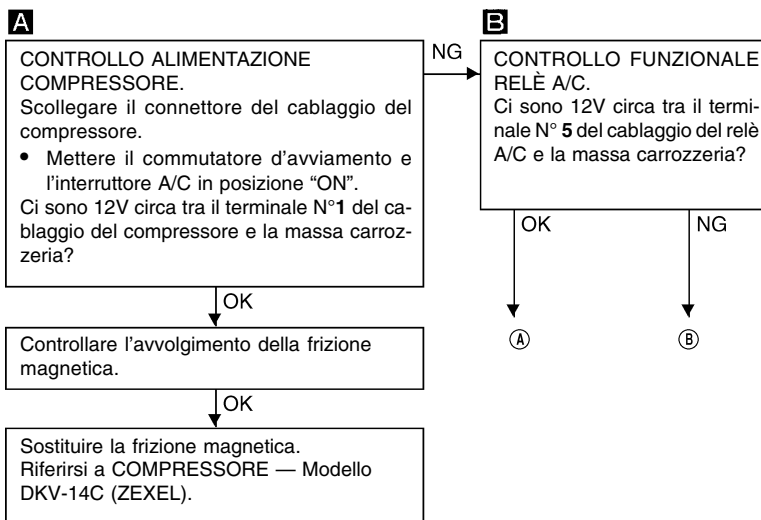 A
CONTROLLO ALIMENTAZIONE
COMPRESSORE.
Scollegare il connettore del cablaggio del
compressore.
• Mettere il commutatore d'avviamento e
l'interruttore A/C in posizione “ON”.
Ci sono 12V circa tra il terminale N°1 del ca-
blaggio del compressore e la massa carroz-
zeria?
NG
B
CONTROLLO FUNZIONALE
RELÈ A/C.
Ci sono 12V circa tra il termi-
nale N° 5 del cablaggio del relè
A/C e la massa carrozzeria?
OK
NG
Ⓐ
Ⓑ
OK
Controllare l'avvolgimento della frizione
magnetica.
OK
Sostituire la frizione magnetica.
Riferirsi a COMPRESSORE — Modello
DKV-14C (ZEXEL).